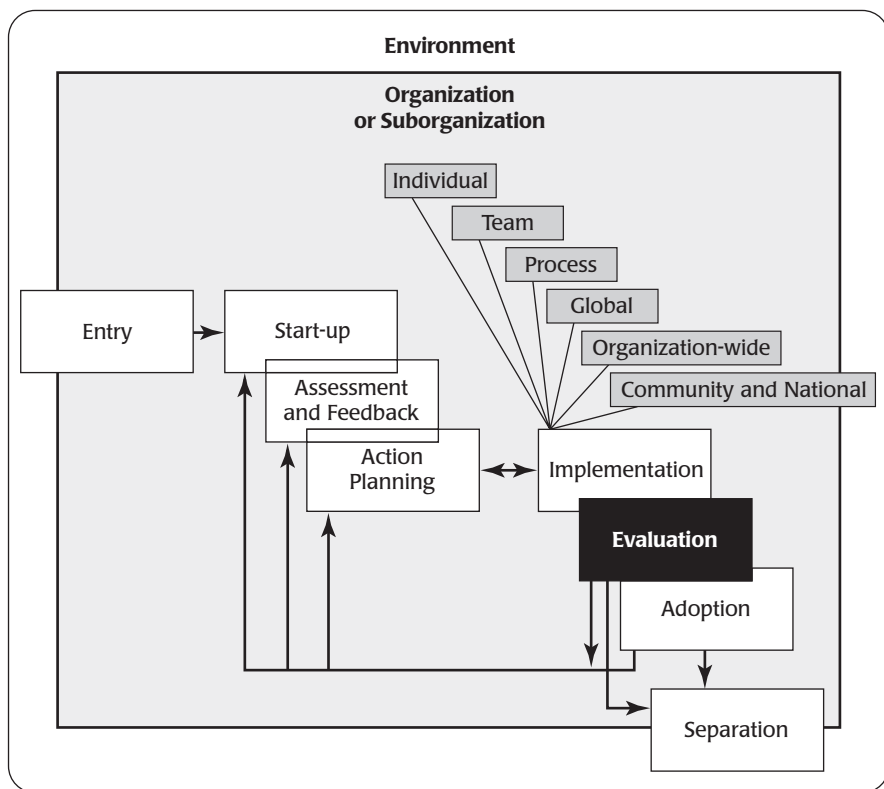 Environment
Organization
or Suborganization
Individual
Team
Process
Global
Organization-wide
Community and National
Entry
Start-up
Assessment
and Feedback
Action
Planning
Implementation
Evaluation
Adoption
Separation